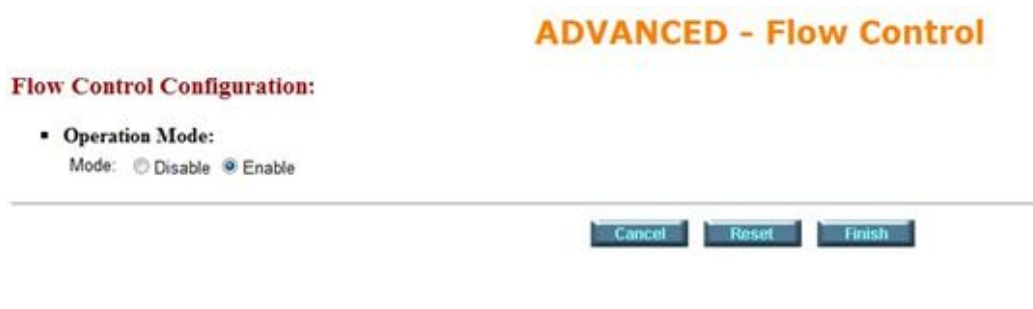 ADVANCED - Flow Control
Flow Control Configuration:
▪ Operation Mode:
Mode: Disable Enable
Cancel Reset Finish